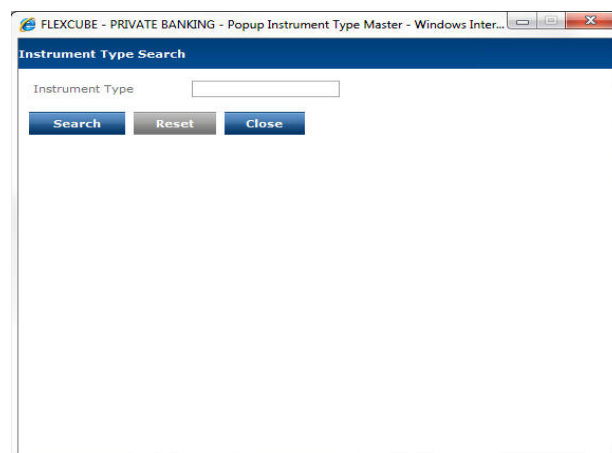 FLEXCUBE - PRIVATE BANKING - Popup Instrument Type Master - Windows Inter...
Instrument Type Search
Instrument Type
Search Reset Close